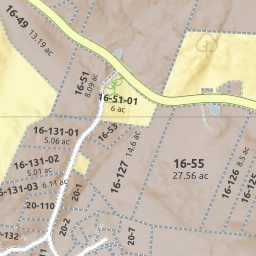 16-49
13.19 ac
16-51
8.09 ac
16-51-01
6 ac
16-131-01
5.06 ac
16-53
16-131-02
5.01 ac
16-131-03
6.11 ac
16-127
14.6 ac
16-55
27.56 ac
16-126
8.5 ac
16-125
20-1
20-110
20-2
20-7